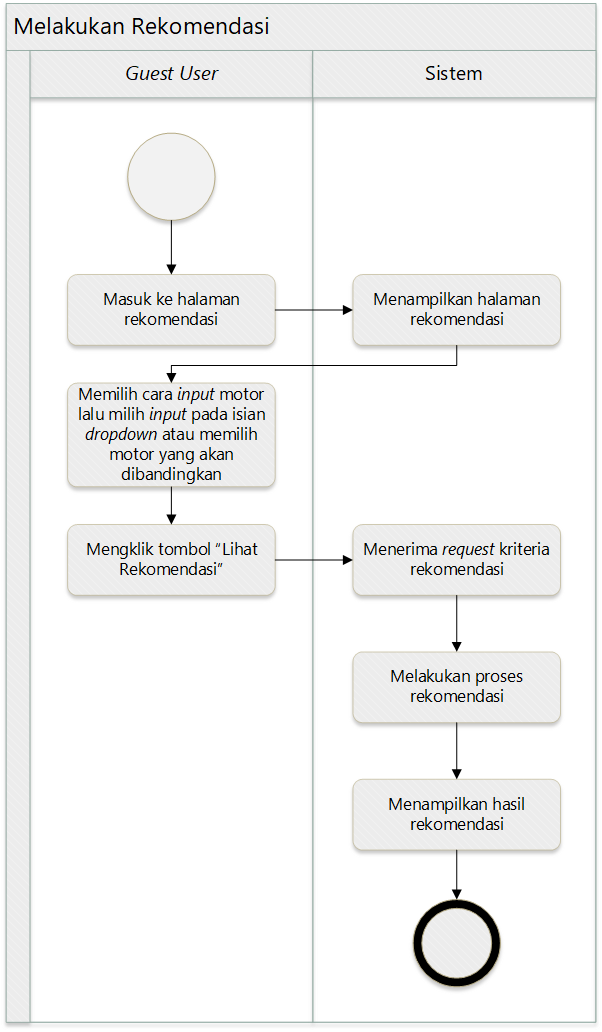 Melakukan Rekomendasi
Guest User
Sistem
Masuk ke halaman
rekomendasi
Menampilkan halaman
rekomendasi
Memilih cara input motor
lalu milih input pada isian
dropdown atau memilih
motor yang akan
dibandingkan
Mengklik tombol “Lihat
Rekomendasi”
Menerima request kriteria
rekomendasi
Melakukan proses
rekomendasi
Menampilkan hasil
rekomendasi